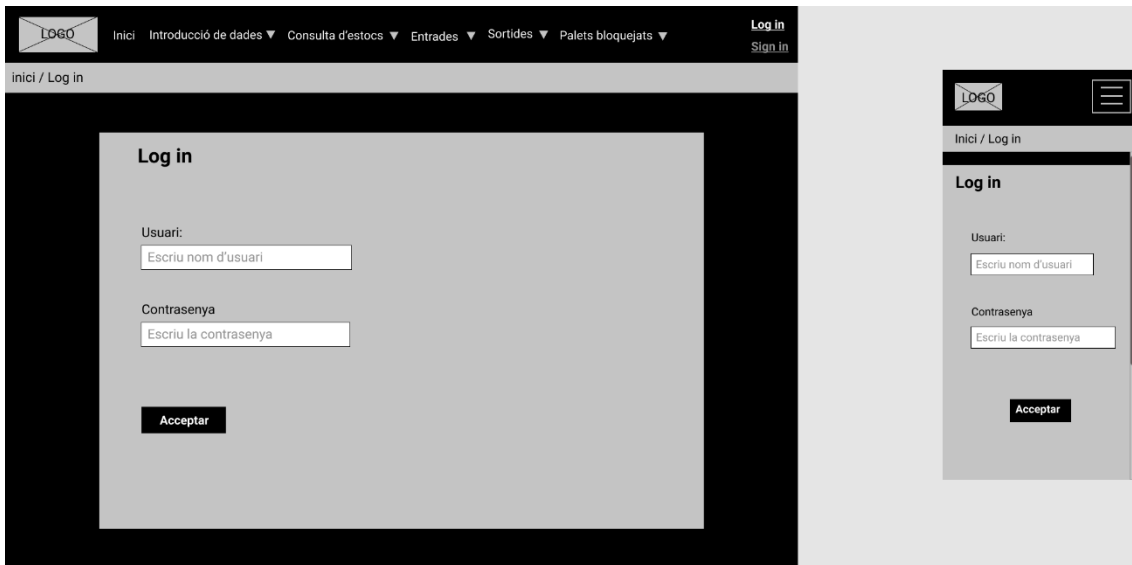 LOGO Inici Introducció de dades ▼ Consulta d'estocs ▼ Entrades ▼ Sortides ▼ Palets bloquejats ▼ Log in
Sign in
inici / Log in
Log in
Usuari:
Escriu nom d'usuari
Contrasenya
Escriu la contrasenya
Acceptar
LOGO
Inici / Log in
Log in
Usuari:
Escriu nom d'usuari
Contrasenya
Escriu la contrasenya
Acceptar